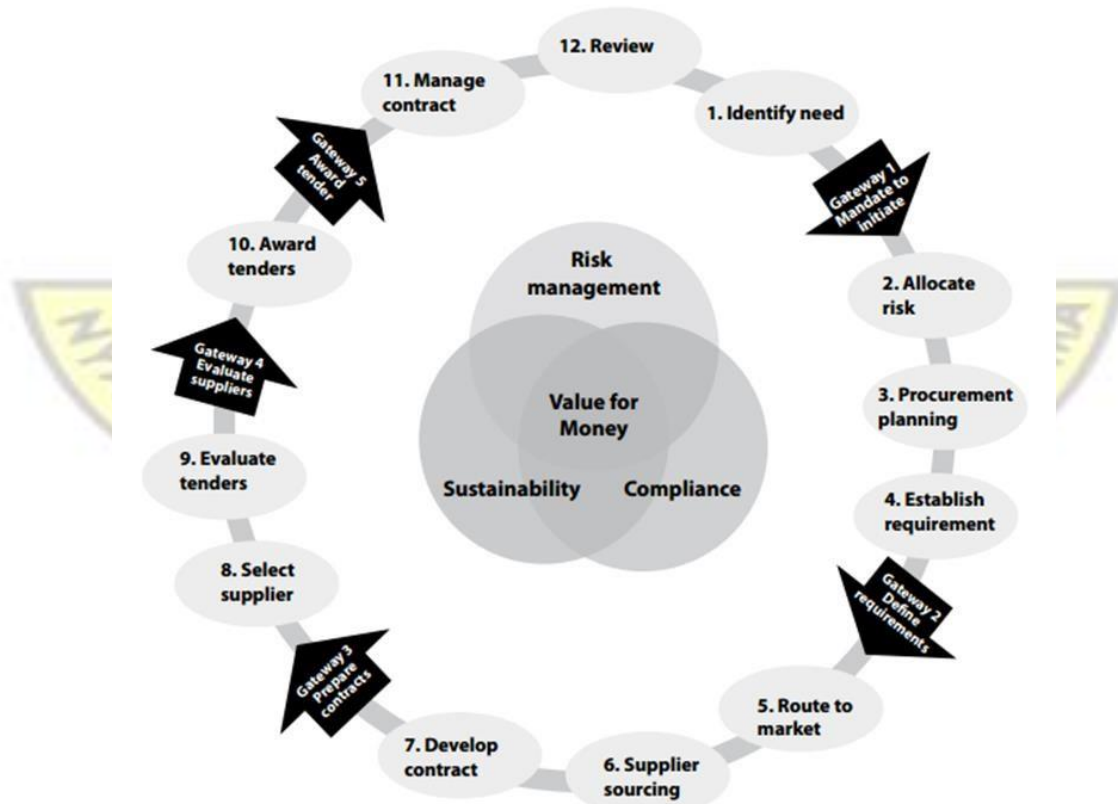 12. Review
1. Identify need
Gateway 1
Mandate to
initiate
2. Allocate
risk
3. Procurement
planning
4. Establish
requirement
Gateway 2
Define
requirements
5. Route to
market
6. Supplier
sourcing
7. Develop
contract
Gateway 3
Prepare
contracts
8. Select
supplier
9. Evaluate
tenders
Gateway 4
Evaluate
suppliers
10. Award
tenders
Gateway 5
Award
tender
11. Manage
contract
Risk
management
Value for
Money
Sustainability
Compliance